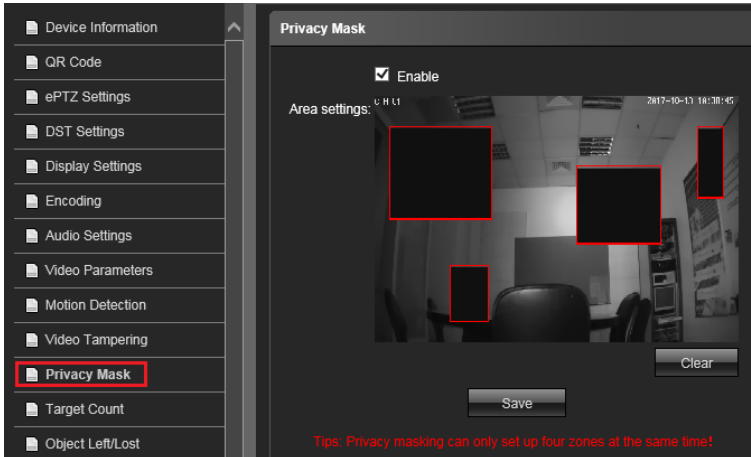 Device Information
QR Code
ePTZ Settings
DST Settings
Display Settings
Encoding
Audio Settings
Video Parameters
Motion Detection
Video Tampering
Privacy Mask
Target Count
Object Left/Lost
Privacy Mask
Enable
Area settings:
CH01 2017-10-13 10:30:45
Clear
Save
Tips: Privacy masking can only set up four zones at the same time!